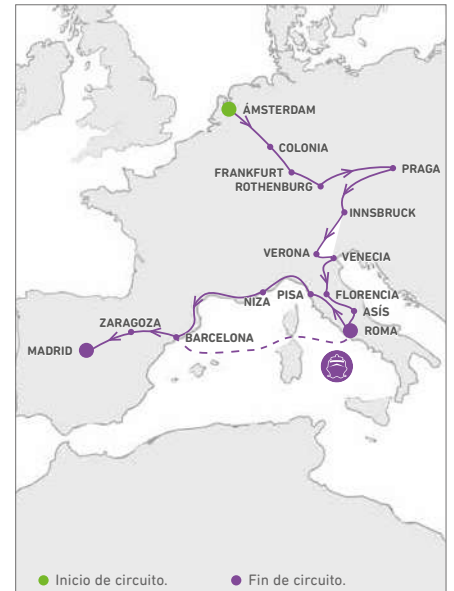 ÁMSTERDAM
COLONIA
FRANKFURT
ROTHENBURG
PRAGA
INNSBRUCK
VERONA
VENECIA
NIZA
PISA
FLORENCIA
ASÍS
ZARAGOZA
ROMA
BARCELONA
MADRID
Inicio de circuito.
Fin de circuito.